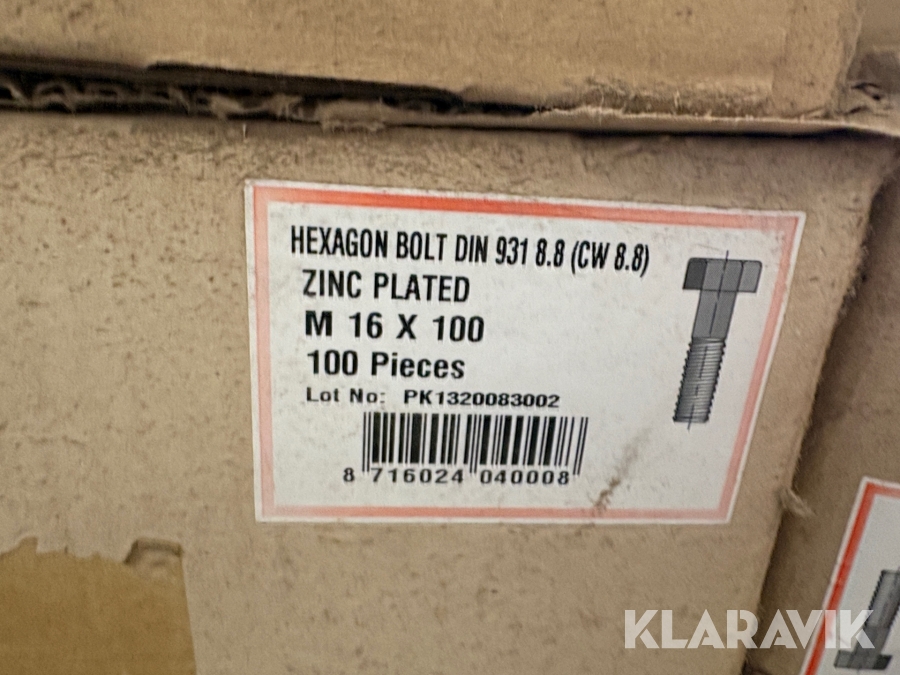 HEXAGON BOLT DIN 931 8.8 (CW 8.8)
ZINC PLATED
M 16 X 100
100 Pieces
Lot No: PK1320083002
8 716024 040008
KLARAVIK